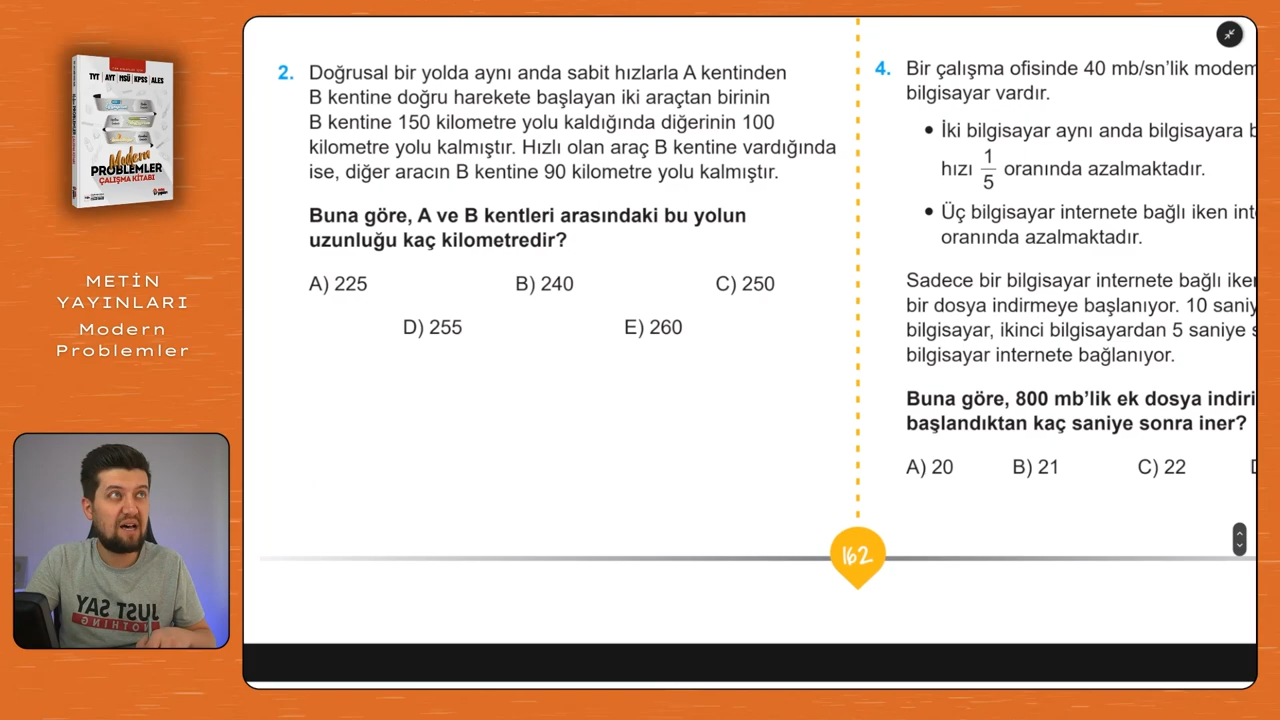 TYT | AYT | MSÜ | KPSS | ALES
Modern
PROBLEMLER
ÇALIŞMA KİTABI
METİN
YAYINLARI
Modern
Problemler
JUST SAY
NOTHING
2. Doğrusal bir yolda aynı anda sabit hızlarla A kentinden
B kentine doğru harekete başlayan iki araçtan birinin
B kentine 150 kilometre yolu kaldığında diğerinin 100
kilometre yolu kalmıştır. Hızlı olan araç B kentine vardığında
ise, diğer aracın B kentine 90 kilometre yolu kalmıştır.
Buna göre, A ve B kentleri arasındaki bu yolun
uzunluğu kaç kilometredir?
A) 225 B) 240 C) 250
D) 255 E) 260
4. Bir çalışma ofisinde 40 mb/sn’lik modem
bilgisayar vardır.
• İki bilgisayar aynı anda bilgisayara b
hızı 1/5 oranında azalmaktadır.
• Üç bilgisayar internete bağlı iken int
oranında azalmaktadır.
Sadece bir bilgisayar internete bağlı iken
bir dosya indirmeye başlanıyor. 10 saniy
bilgisayar, ikinci bilgisayardan 5 saniye s
bilgisayar internete bağlanıyor.
Buna göre, 800 mb’lik ek dosya indiri
başlandıktan kaç saniye sonra iner?
A) 20 B) 21 C) 22
162